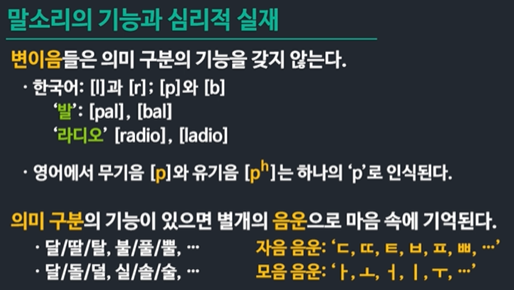 말소리의 기능과 심리적 실재
변이음들은 의미 구분의 기능을 갖지 않는다.
· 한국어: [l]과 [r]; [p]와 [b]
‘발’: [pal], [bal]
‘라디오’ [radio], [ladio]
· 영어에서 무기음 [p]와 유기음 [pʰ]는 하나의 ‘p’로 인식된다.
의미 구분의 기능이 있으면 별개의 음운으로 마음 속에 기억된다.
· 달/딸/탈, 불/풀/뿔, … 자음 음운: ‘ㄷ, ㄸ, ㅌ, ㅂ, ㅍ, ㅃ, …’
· 달/돌/덜, 실/솔/술, … 모음 음운: ‘ㅏ, ㅗ, ㅓ, ㅣ, ㅜ, …’